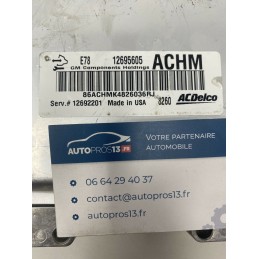 E78 12695605 ACHM
GM Components Holdings
86ACHMK4826036RJ
Serv.# 12692201 Made in USA 8260 ACDelco
AUTOPROS13.FR
VOTRE PARTENAIRE
AUTOMOBILE
06 64 29 40 37
contact@autopros13.fr
autopros13.fr